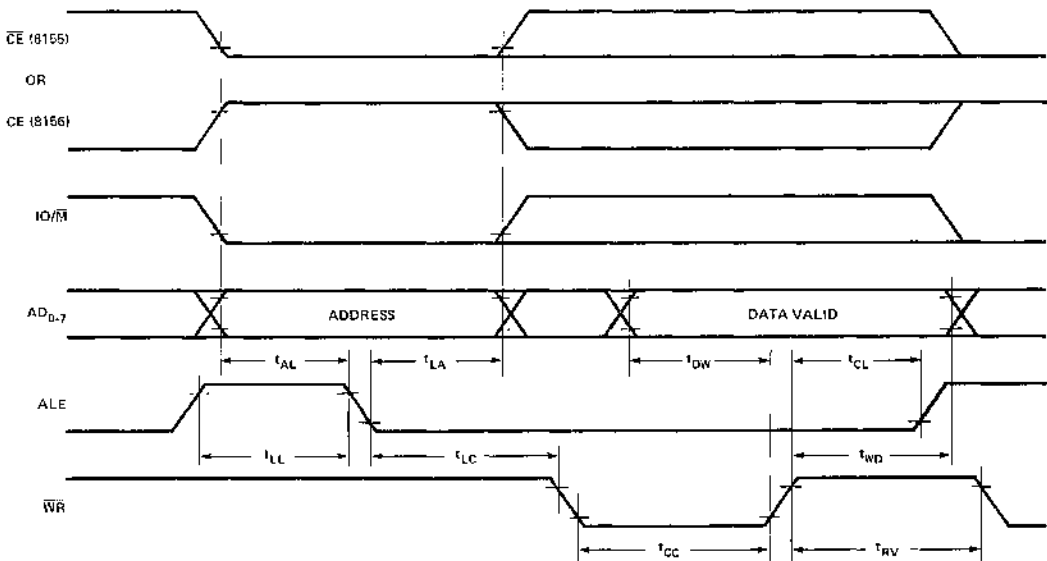 CE (8155)
OR
CE (8156)
IO/M
AD0-7
ADDRESS
DATA VALID
tAL
tLA
tDW
tCL
ALE
tLL
tLC
tWD
WR
tCC
tRV